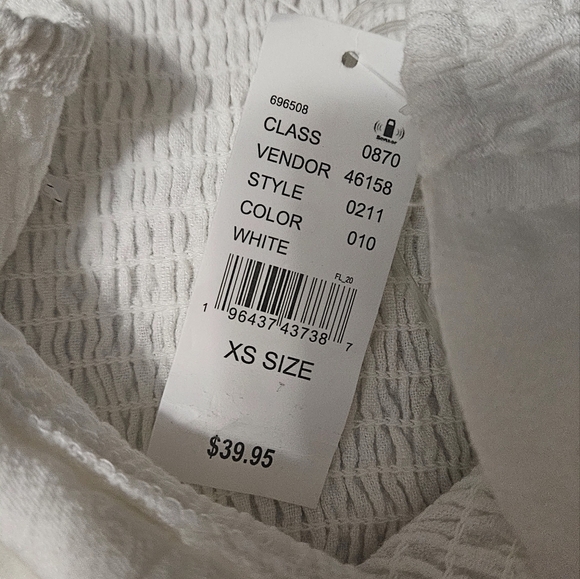 696508
Sensor
CLASS 0870
VENDOR 46158
STYLE 0211
COLOR 010
WHITE
FL_20
1 96437 43738 7
XS SIZE
$39.95